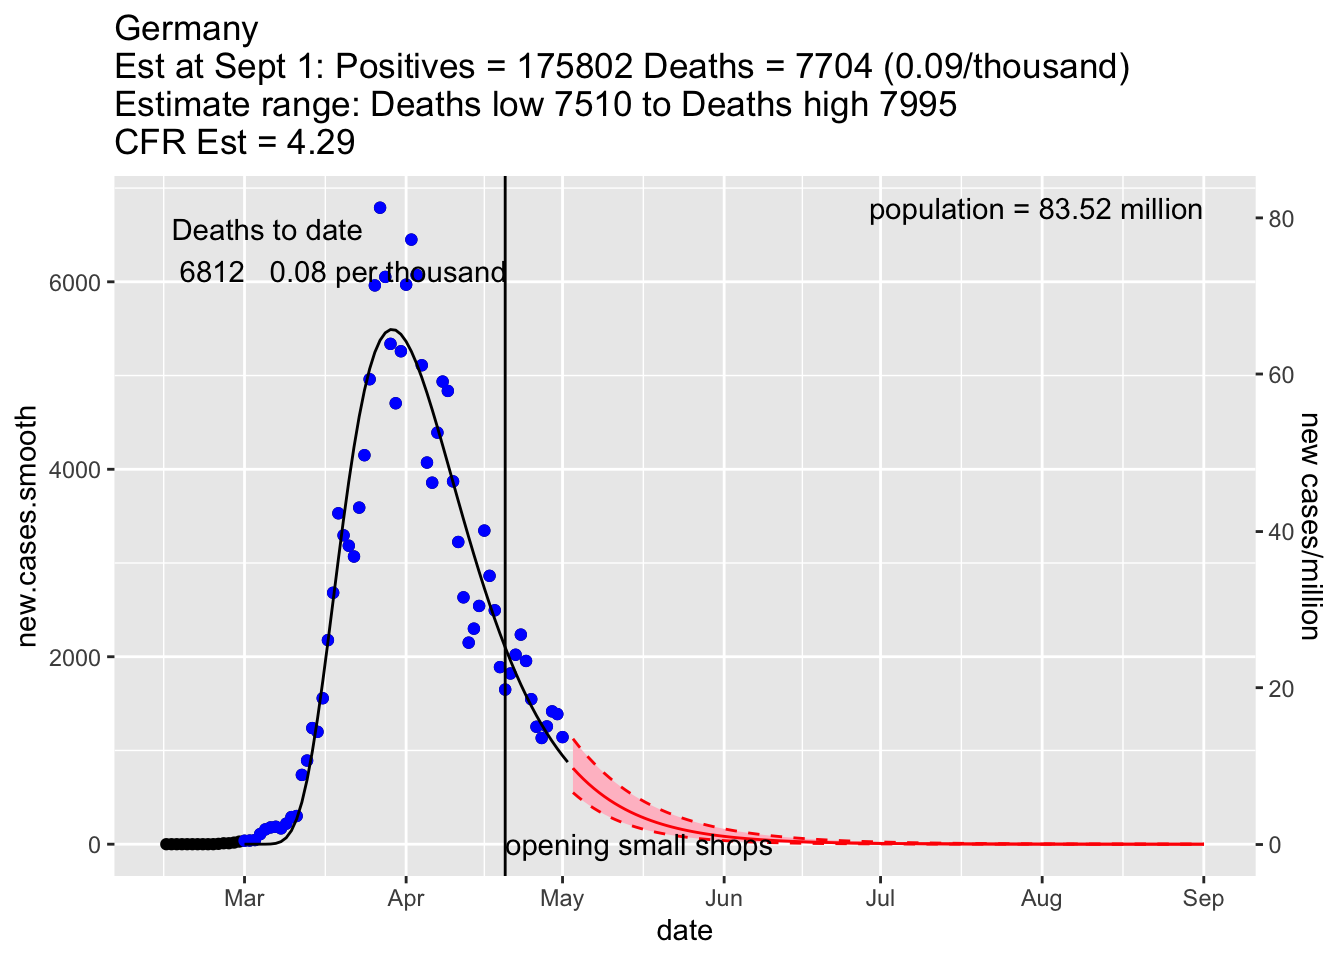 Germany
Est at Sept 1: Positives = 175802 Deaths = 7704 (0.09/thousand)
Estimate range: Deaths low 7510 to Deaths high 7995
CFR Est = 4.29
population = 83.52 million
Deaths to date
6812 0.08 per thousand
opening small shops
new.cases.smooth
6000
4000
2000
0
80
60
40
20
0
new cases/million
Mar Apr May Jun Jul Aug Sep
date